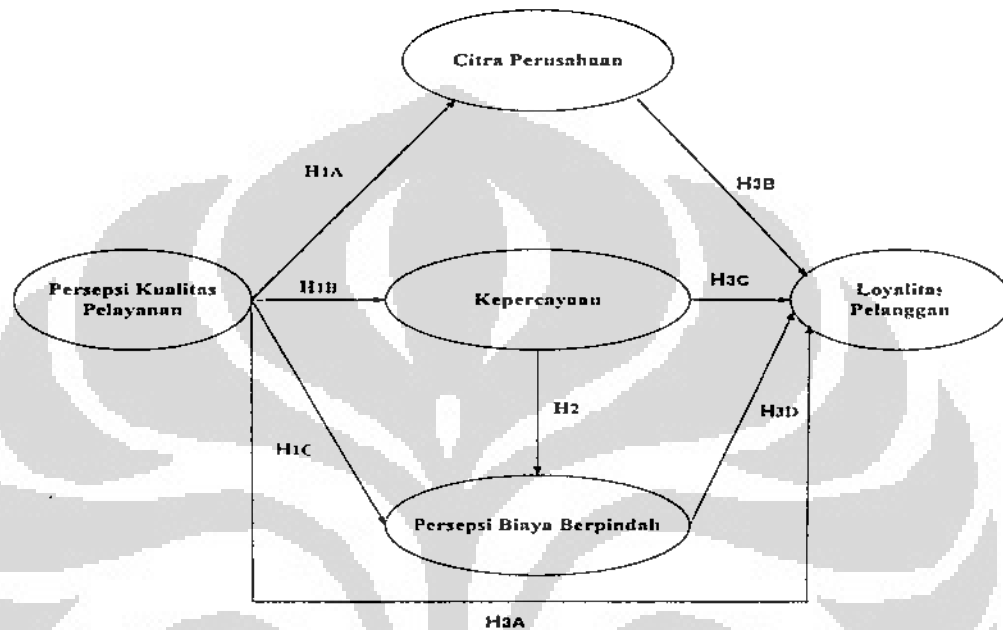 Citra Perusahaan
H1A
H3B
Persepsi Kualitas
Pelayanan
H1B
Kepercayaan
H3C
Loyalitas
Pelanggan
H2
H1C
H3D
Persepsi Biaya Berpindah
H3A